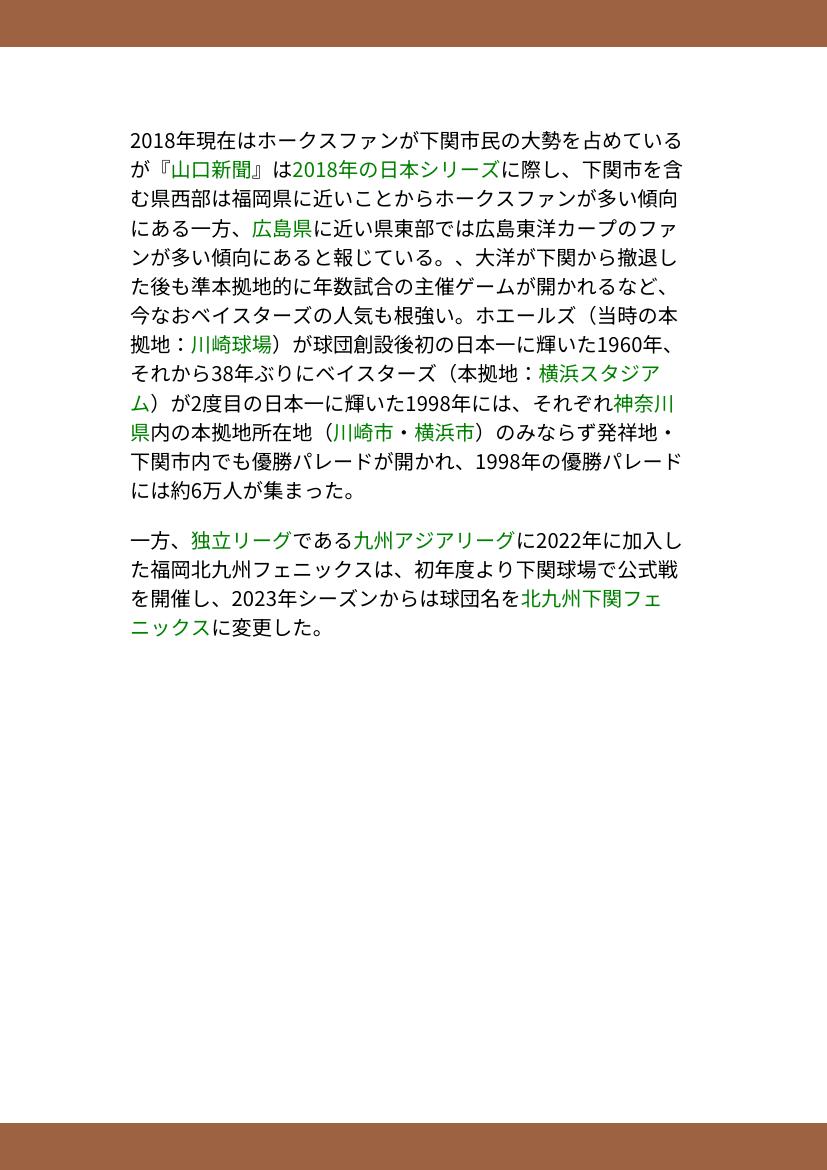 2018年現在はホークスファンが下関市民の大勢を占めている
が『山口新聞』は2018年の日本シリーズに際し、下関市を含
む県西部は福岡県に近いことからホークスファンが多い傾向
にある一方、広島県に近い県東部では広島東洋カープのファ
ンが多い傾向にあると報じている。、大洋が下関から撤退し
た後も準本拠地的に年数試合の主催ゲームが開かれるなど、
今なおベイスターズの人気も根強い。ホエールズ（当時の本
拠地：川崎球場）が球団創設後初の日本一に輝いた1960年、
それから38年ぶりにベイスターズ（本拠地：横浜スタジア
ム）が2度目の日本一に輝いた1998年には、それぞれ神奈川
県内の本拠地所在地（川崎市・横浜市）のみならず発祥地・
下関市内でも優勝パレードが開かれ、1998年の優勝パレード
には約6万人が集まった。
一方、独立リーグである九州アジアリーグに2022年に加入し
た福岡北九州フェニックスは、初年度より下関球場で公式戦
を開催し、2023年シーズンからは球団名を北九州下関フェ
ニックスに変更した。